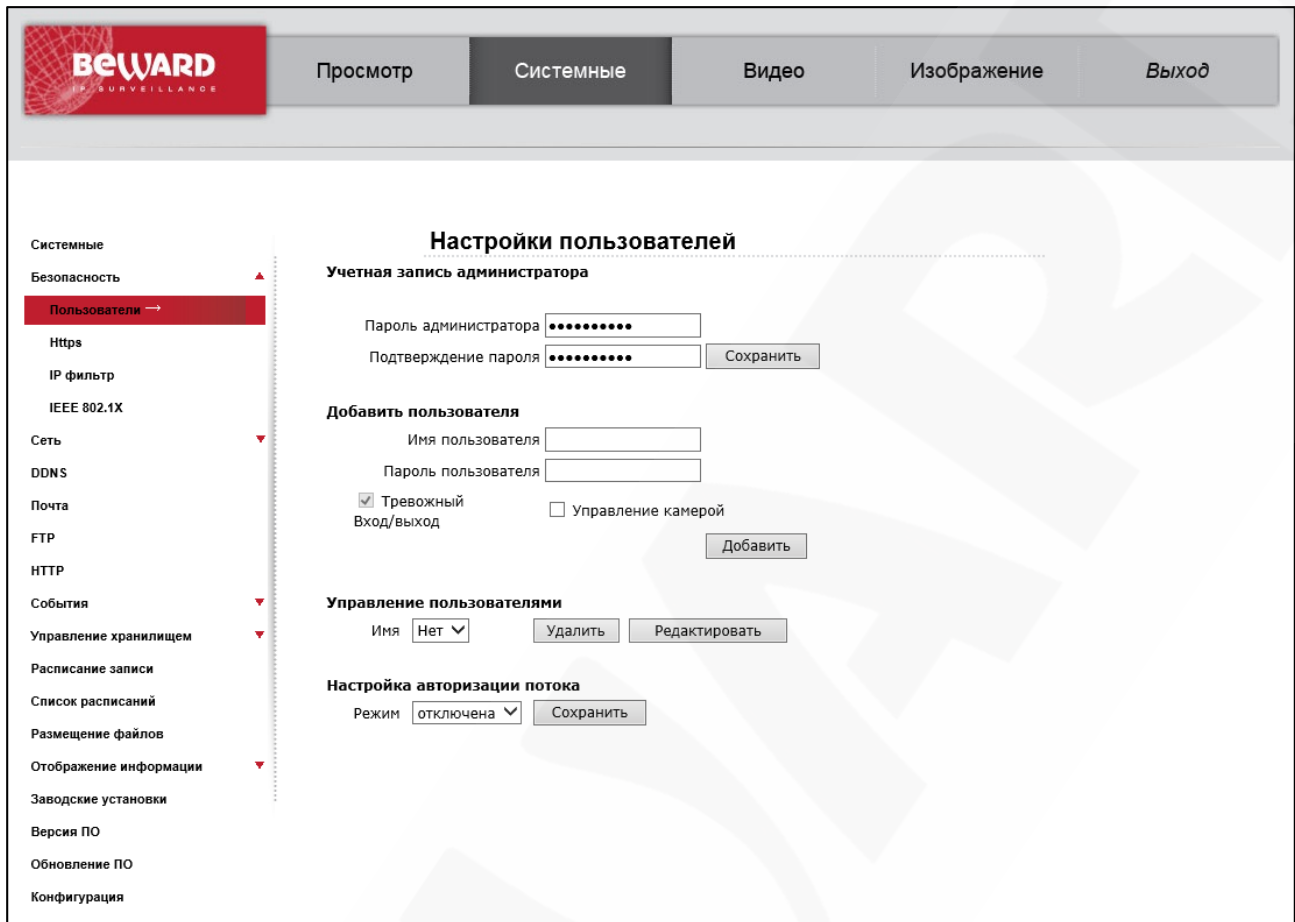 BEWARD
IP SURVEILLANCE
Просмотр
Системные
Видео
Изображение
Выход
Системные
Безопасность
Пользователи →
Https
IP фильтр
IEEE 802.1X
Сеть
DDNS
Почта
FTP
HTTP
События
Управление хранилищем
Расписание записи
Список расписаний
Размещение файлов
Отображение информации
Заводские установки
Версия ПО
Обновление ПО
Конфигурация
Настройки пользователей
Учетная запись администратора
Пароль администратора ••••••••••
Подтверждение пароля •••••••••• Сохранить
Добавить пользователя
Имя пользователя
Пароль пользователя
Тревожный
Вход/выход
Управление камерой
Добавить
Управление пользователями
Имя Нет Удалить Редактировать
Настройка авторизации потока
Режим отключена Сохранить